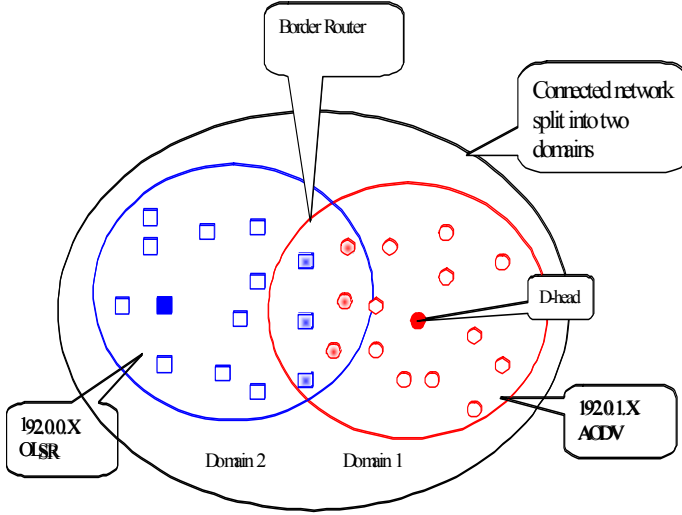 Border Router
Connected network
split into two
domains
D-head
192.0.0.X
OLSR
192.0.1.X
AODV
Domain 2
Domain 1